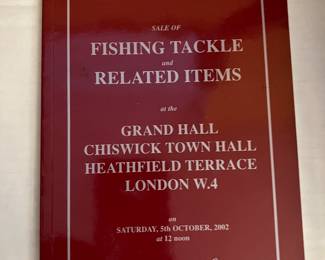 SALE OF
FISHING TACKLE
and
RELATED ITEMS
at the
GRAND HALL
CHISWICK TOWN HALL
HEATHFIELD TERRACE
LONDON W.4
on
SATURDAY, 5th OCTOBER, 2002
at 12 noon